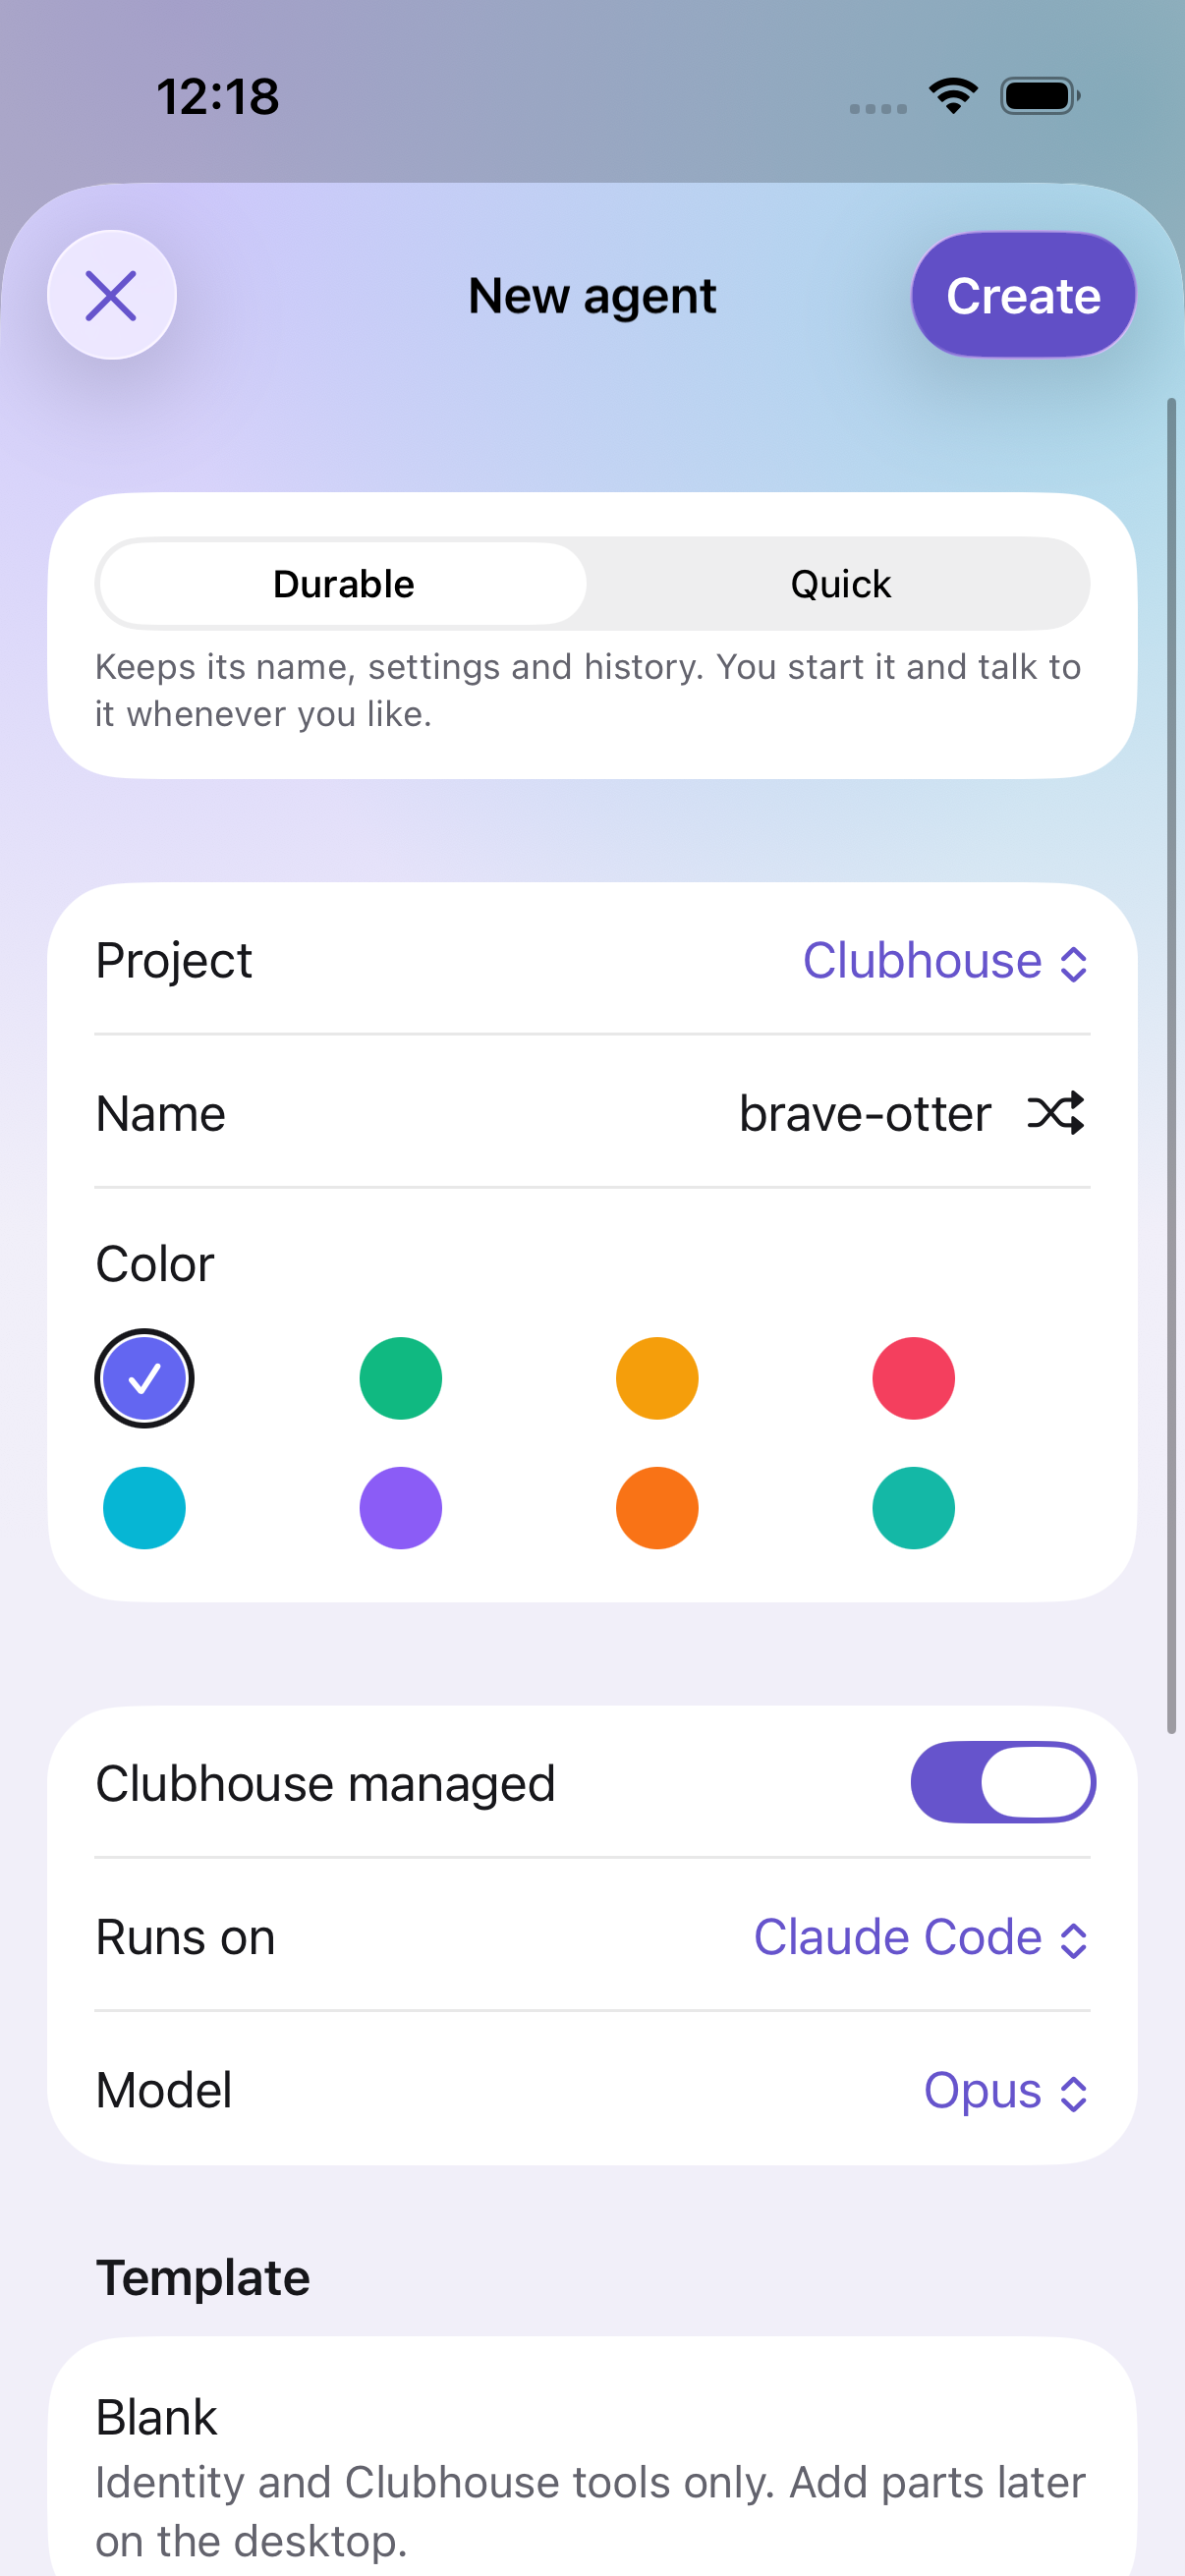 12:18
New agent
Create
Durable
Quick
Keeps its name, settings and history. You start it and talk to
it whenever you like.
Project
Clubhouse
Name
brave-otter
Color
Clubhouse managed
Runs on
Claude Code
Model
Opus
Template
Blank
Identity and Clubhouse tools only. Add parts later
on the desktop.